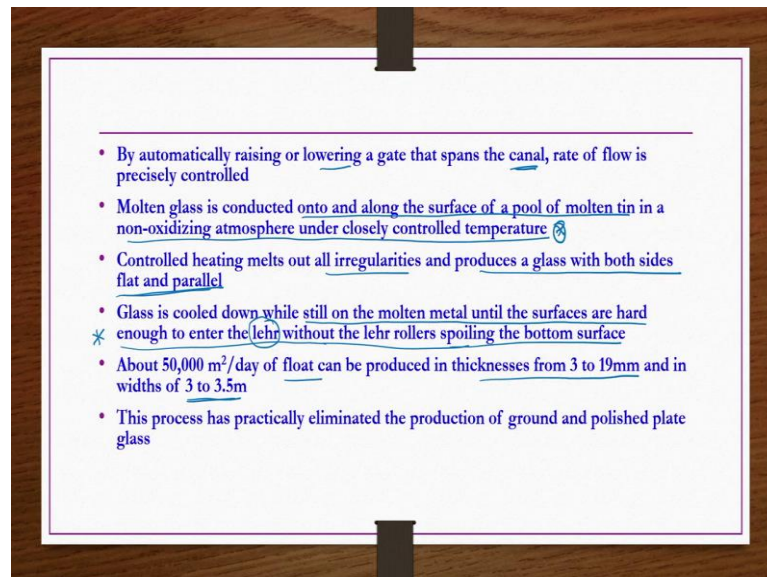 • By automatically raising or lowering a gate that spans the canal, rate of flow is
precisely controlled
• Molten glass is conducted onto and along the surface of a pool of molten tin in a
non-oxidizing atmosphere under closely controlled temperature
• Controlled heating melts out all irregularities and produces a glass with both sides
flat and parallel
• Glass is cooled down while still on the molten metal until the surfaces are hard
enough to enter the lehr without the lehr rollers spoiling the bottom surface
• About 50,000 m²/day of float can be produced in thicknesses from 3 to 19mm and in
widths of 3 to 3.5m
• This process has practically eliminated the production of ground and polished plate
glass